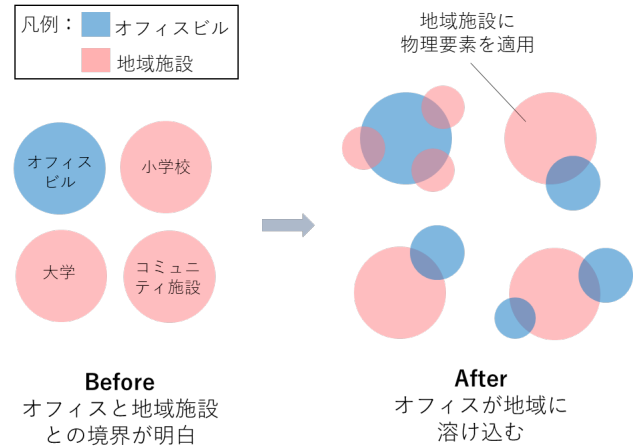 凡例：
オフィスビル
地域施設
地域施設に
物理要素を適用
オフィス
ビル
小学校
大学
コミュニ
ティ施設
Before
オフィスと地域施設
との境界が明白
After
オフィスが地域に
溶け込む